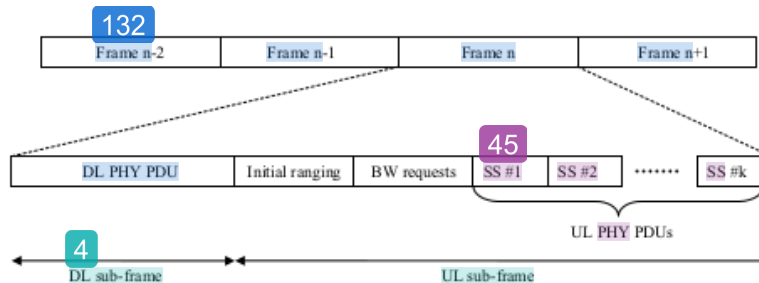 132
Frame n-2 Frame n-1 Frame n Frame n+1
45
DL PHY PDU Initial ranging BW requests SS #1 SS #2 ........ SS #k
UL PHY PDUs
4
DL sub-frame UL sub-frame